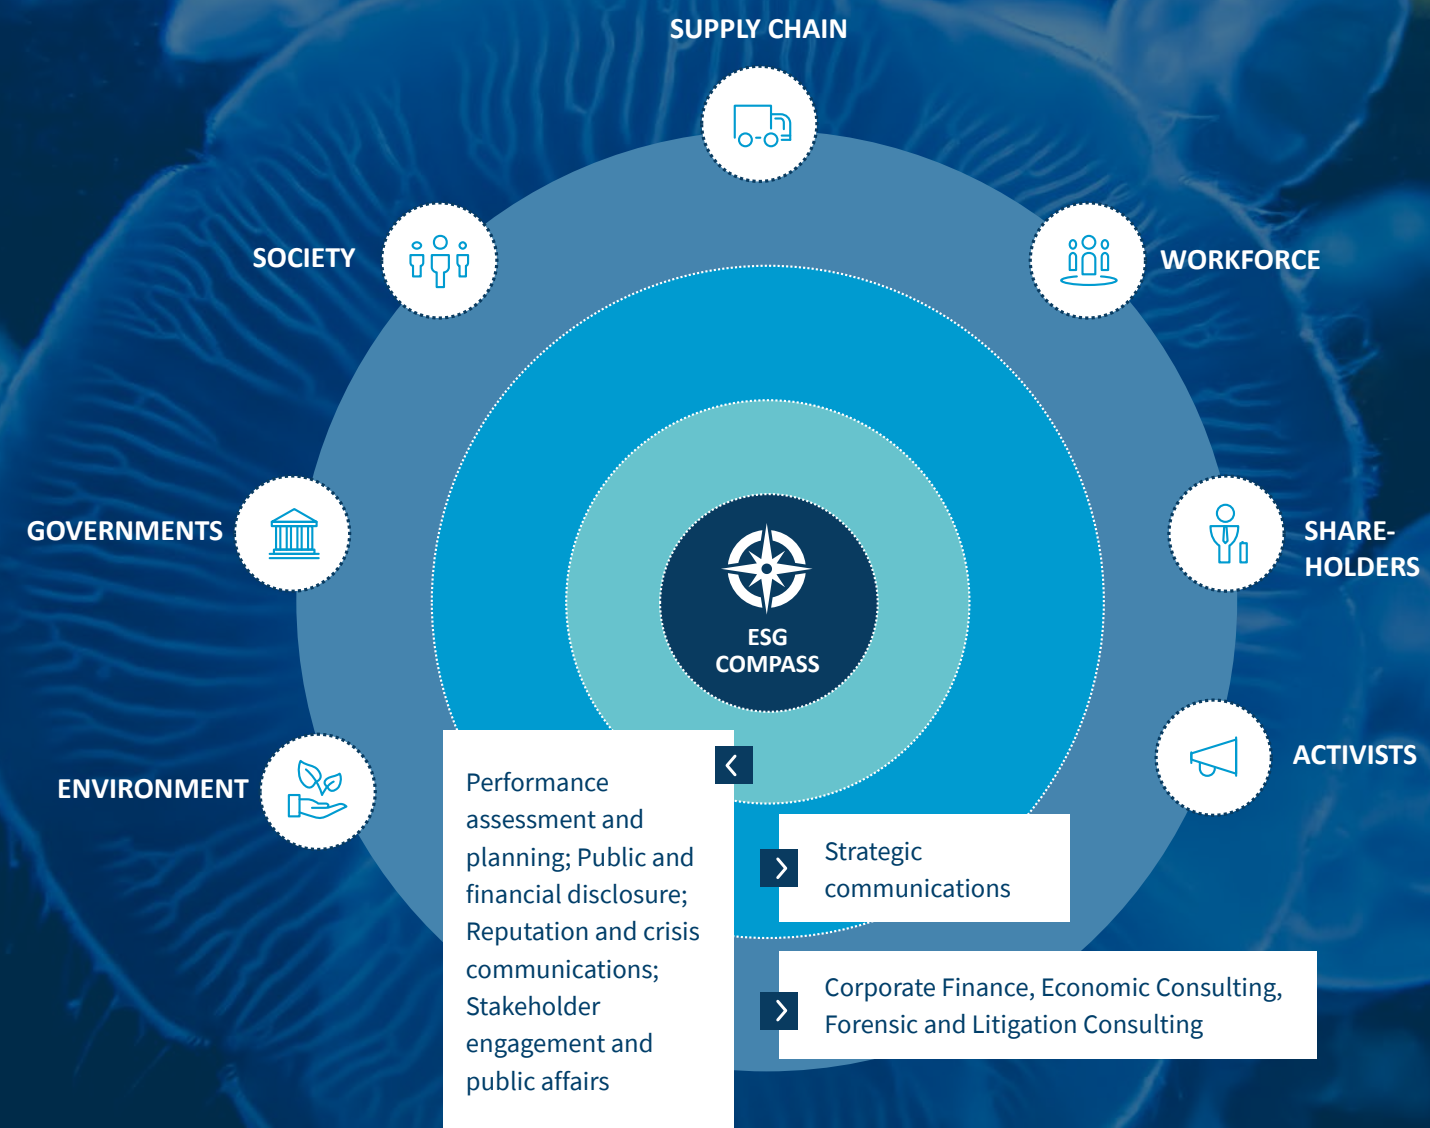 SUPPLY CHAIN
SOCIETY
WORKFORCE
GOVERNMENTS
SHARE-
HOLDERS
ESG
COMPASS
ENVIRONMENT
ACTIVISTS
Performance
assessment and
planning; Public and
financial disclosure;
Reputation and crisis
communications;
Stakeholder
engagement and
public affairs
Strategic
communications
Corporate Finance, Economic Consulting,
Forensic and Litigation Consulting